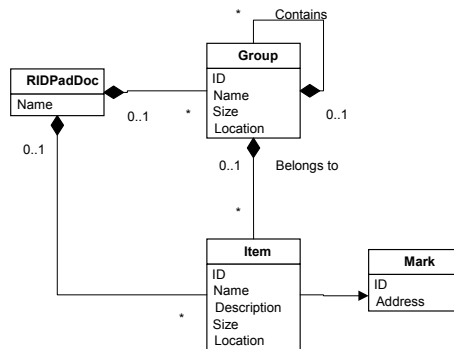 *
Contains
Group
ID
Name
Size
Location
0..1
RIDPadDoc
Name
0..1
*
0..1
0..1
Belongs to
*
Item
ID
Name
Description
Size
Location
*
Mark
ID
Address